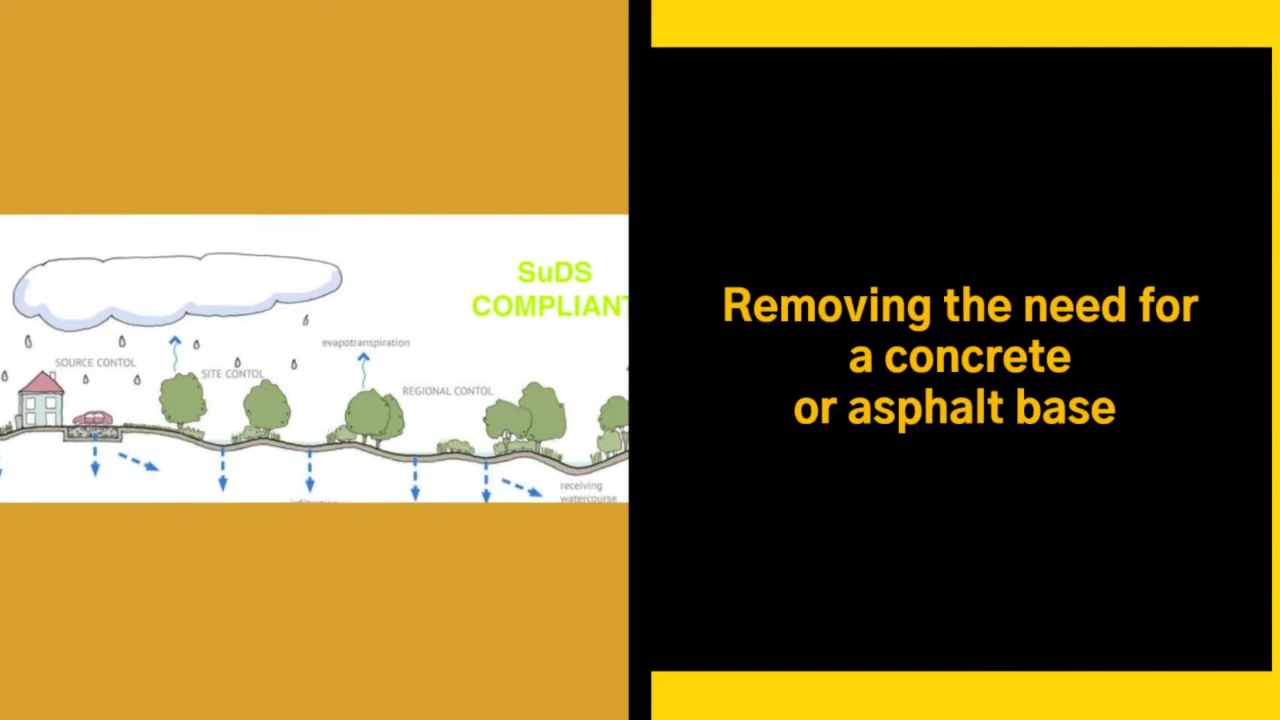 SuDS
COMPLIANT
evapotranspiration
SOURCE CONTOL
SITE CONTOL
REGIONAL CONTOL
receiving
watercourse
Removing the need for
a concrete
or asphalt base